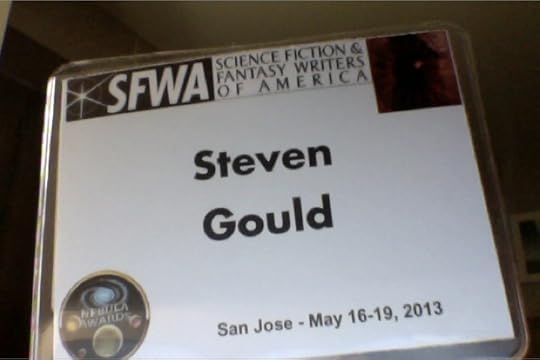 SFWA
SCIENCE FICTION &
FANTASY WRITERS
OF AMERICA
Steven
Gould
NEBULA
AWARDS
San Jose - May 16-19, 2013